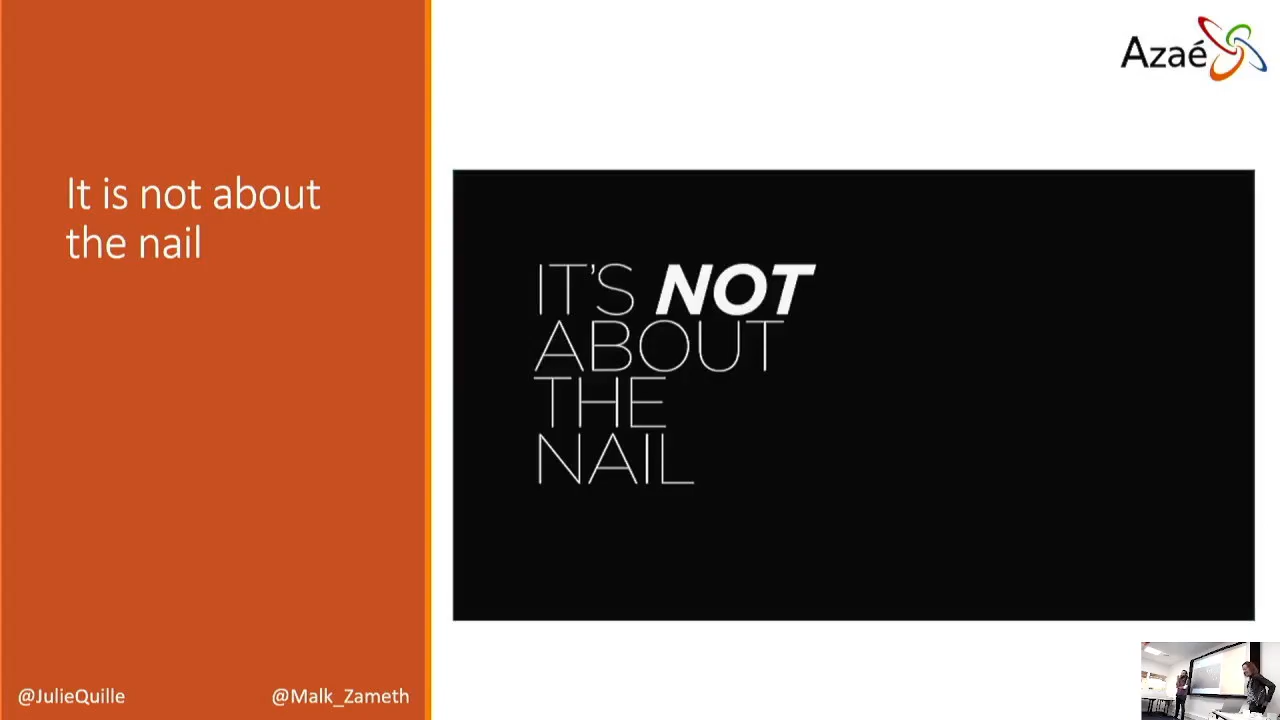 Azaé
It is not about
the nail
IT'S NOT
ABOUT
THE
NAIL
@JulieQuille
@Malk_Zameth